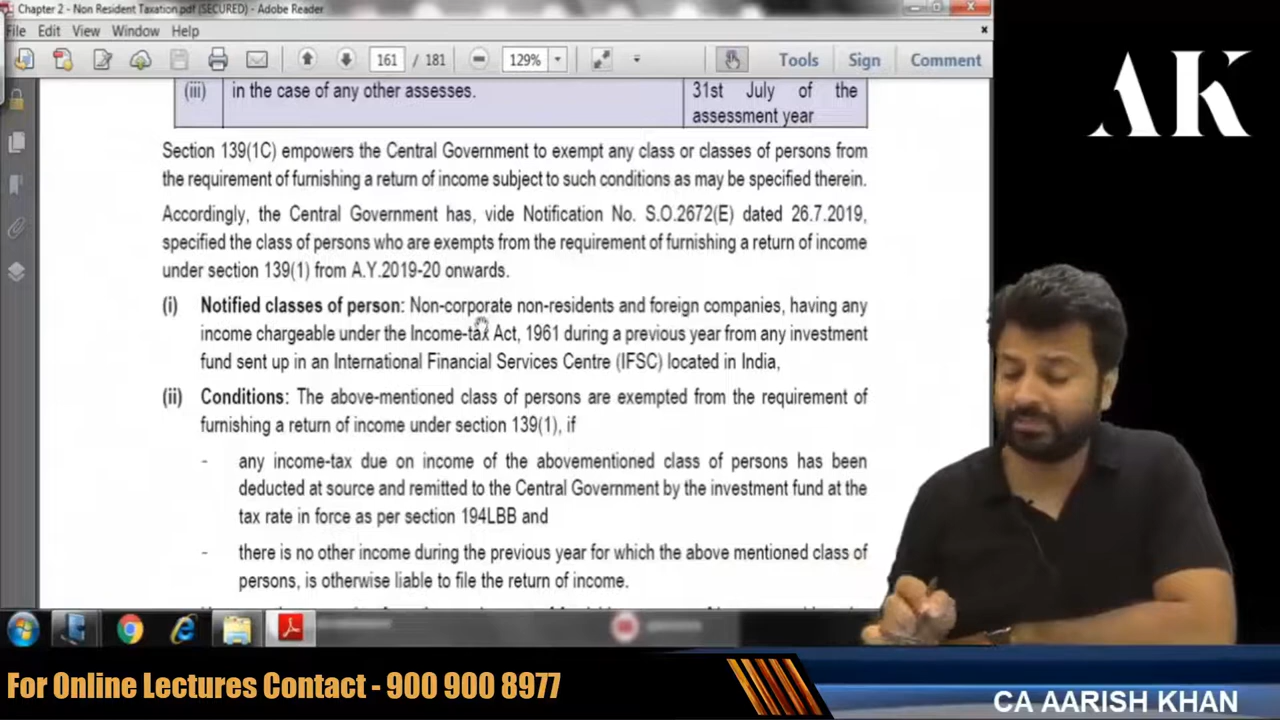 Chapter 2 - Non Resident Taxation.pdf (SECURED) - Adobe Reader
File Edit View Window Help
161 / 181 129% Tools Sign Comment
(iii) in the case of any other assesses. 31st July of the
assessment year
Section 139(1C) empowers the Central Government to exempt any class or classes of persons from
the requirement of furnishing a return of income subject to such conditions as may be specified therein.
Accordingly, the Central Government has, vide Notification No. S.O.2672(E) dated 26.7.2019,
specified the class of persons who are exempts from the requirement of furnishing a return of income
under section 139(1) from A.Y.2019-20 onwards.
(i) Notified classes of person: Non-corporate non-residents and foreign companies, having any
income chargeable under the Income-tax Act, 1961 during a previous year from any investment
fund sent up in an International Financial Services Centre (IFSC) located in India,
(ii) Conditions: The above-mentioned class of persons are exempted from the requirement of
furnishing a return of income under section 139(1), if
- any income-tax due on income of the abovementioned class of persons has been
deducted at source and remitted to the Central Government by the investment fund at the
tax rate in force as per section 194LBB and
- there is no other income during the previous year for which the above mentioned class of
persons, is otherwise liable to file the return of income.
AK
For Online Lectures Contact - 900 900 8977
CA AARISH KHAN